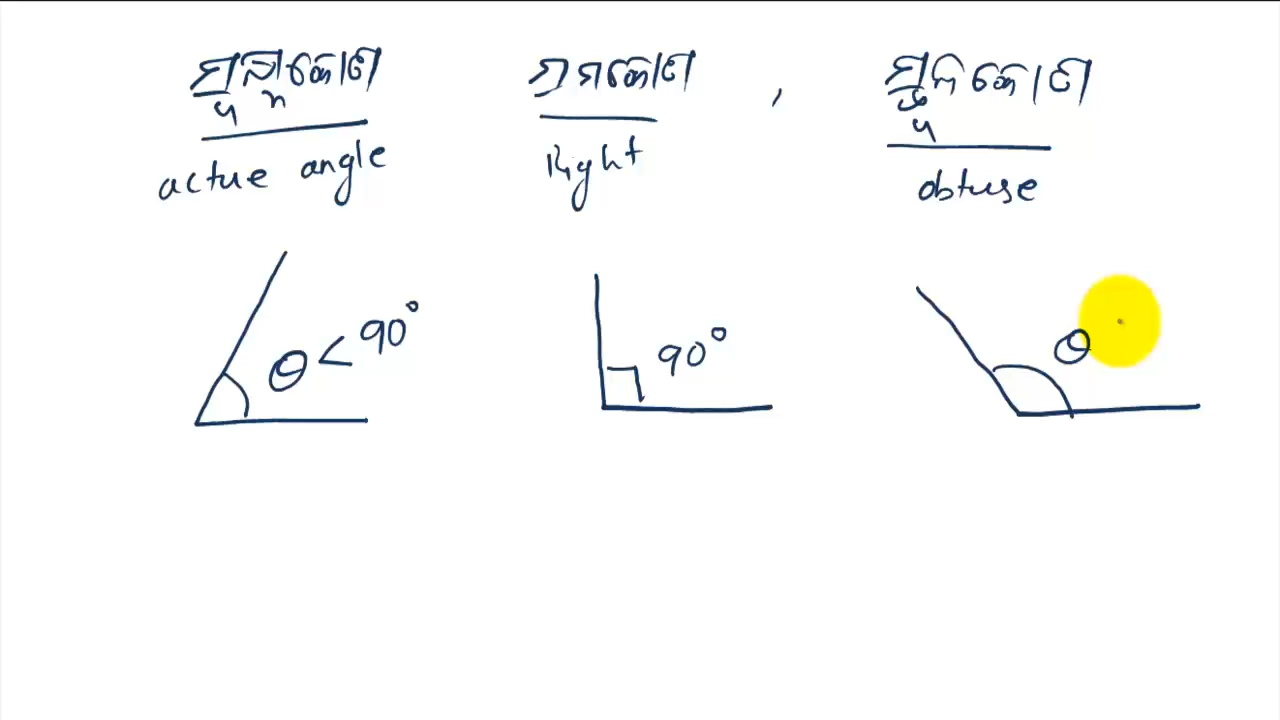 ସୂକ୍ଷ୍ମକୋଣ ସମକୋଣ , ସ୍ଥୂଳକୋଣ
actue angle Right obtuse
θ < 90° 90° θ